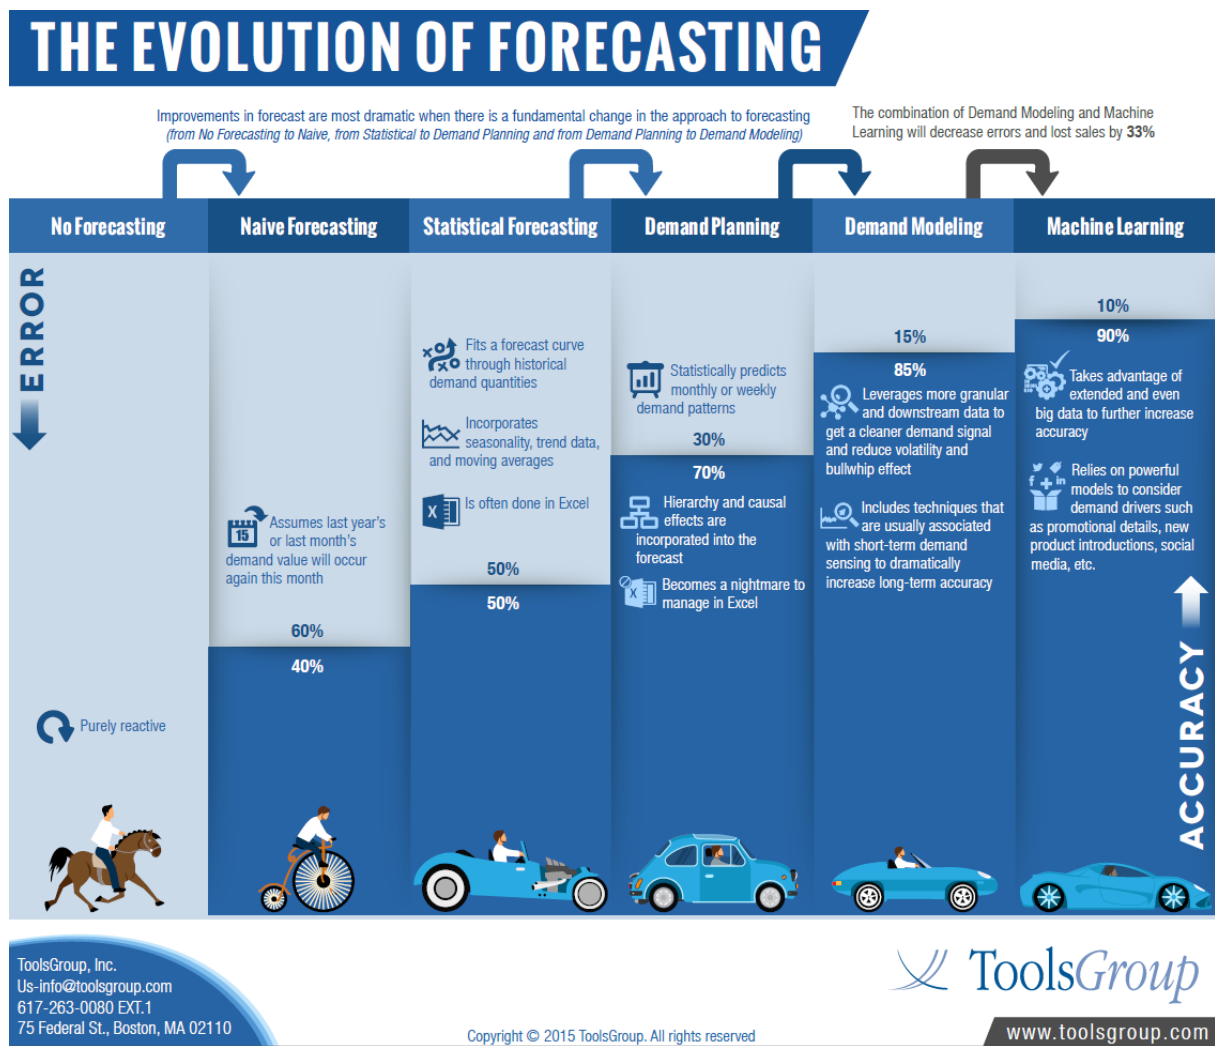 THE EVOLUTION OF FORECASTING
Improvements in forecast are most dramatic when there is a fundamental change in the approach to forecasting
(from No Forecasting to Naive, from Statistical to Demand Planning and from Demand Planning to Demand Modeling)
The combination of Demand Modeling and Machine
Learning will decrease errors and lost sales by 33%
No Forecasting
Naive Forecasting
Statistical Forecasting
Demand Planning
Demand Modeling
Machine Learning
ERROR
Purely reactive
15
Assumes last year's
or last month's
demand value will occur
again this month
60%
40%
Fits a forecast curve
through historical
demand quantities
Incorporates
seasonality, trend data,
and moving averages
X
Is often done in Excel
50%
50%
Statistically predicts
monthly or weekly
demand patterns
30%
70%
Hierarchy and causal
effects are
incorporated into the
forecast
X
Becomes a nightmare to
manage in Excel
15%
85%
Leverages more granular
and downstream data to
get a cleaner demand signal
and reduce volatility and
bullwhip effect
Includes techniques that
are usually associated
with short-term demand
sensing to dramatically
increase long-term accuracy
10%
90%
Takes advantage of
extended and even
big data to further increase
accuracy
f + in
Relies on powerful
models to consider
demand drivers such
as promotional details, new
product introductions, social
media, etc.
ACCURACY
ToolsGroup, Inc.
Us-info@toolsgroup.com
617-263-0080 EXT.1
75 Federal St., Boston, MA 02110
Copyright © 2015 ToolsGroup. All rights reserved
ToolsGroup
www.toolsgroup.com